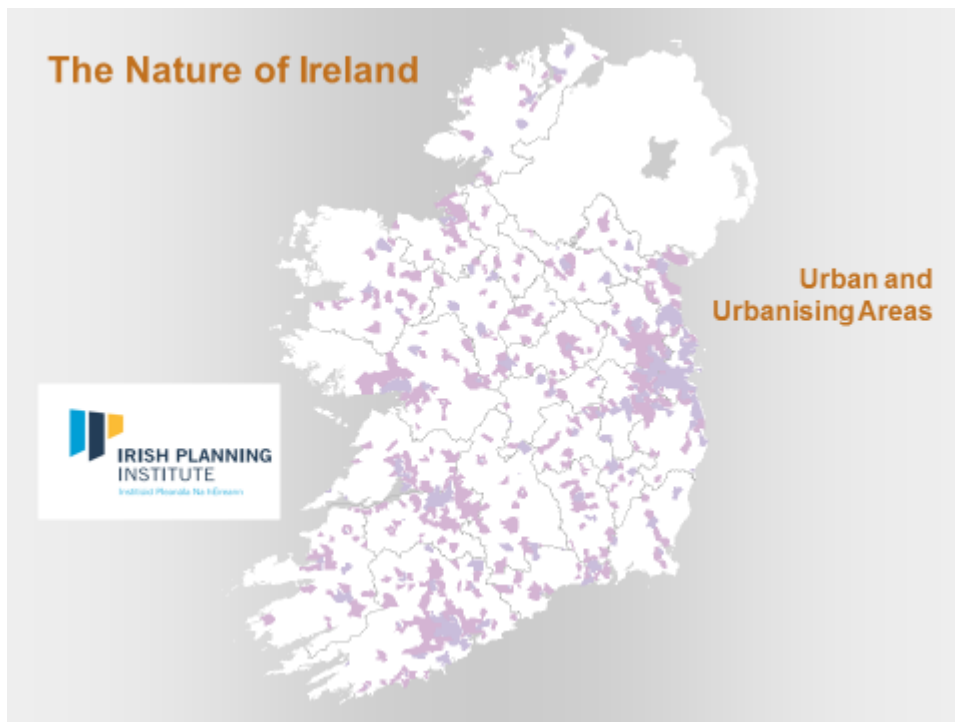 The Nature of Ireland
Urban and
Urbanising Areas
IRISH PLANNING
INSTITUTE
Institiúid Pleanála Na hÉireann